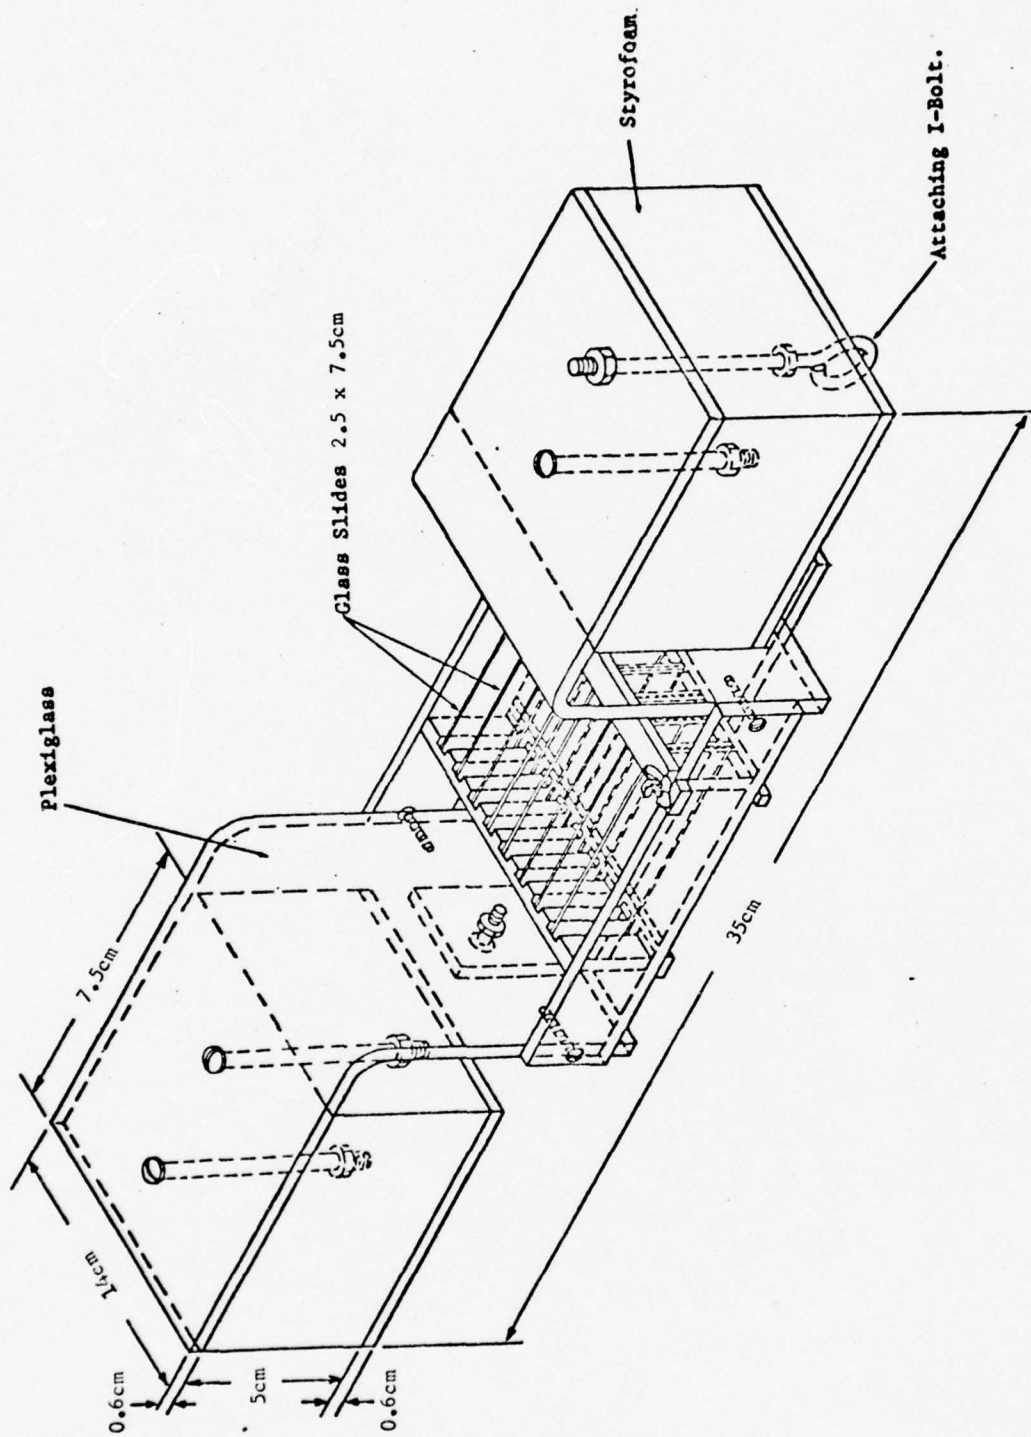 Plexiglass
Glass Slides 2.5 x 7.5cm
Styrofoam
Attaching I-Bolt.
7.5cm
14cm
0.6cm
5cm
0.6cm
35cm